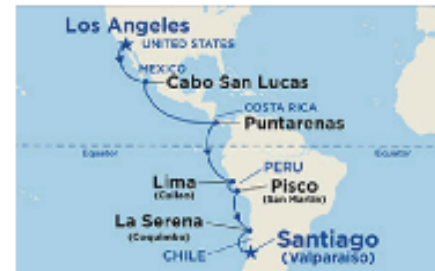 Los Angeles
UNITED STATES
MEXICO
Cabo San Lucas
COSTA RICA
Puntarenas
Equator
Equator
Lima
(Callao)
PERU
Pisco
(San Martin)
La Serena
(Coquimbo)
CHILE
Santiago
(Valparaiso)